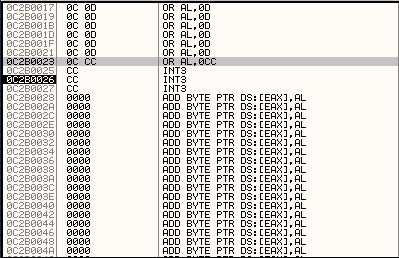 0C2B0017 0C 0D OR AL,0D
0C2B0019 0C 0D OR AL,0D
0C2B001B 0C 0D OR AL,0D
0C2B001D 0C 0D OR AL,0D
0C2B001F 0C 0D OR AL,0D
0C2B0021 0C 0D OR AL,0D
0C2B0023 0C CC OR AL,0CC
0C2B0025 CC INT3
0C2B0026 CC INT3
0C2B0027 CC INT3
0C2B0028 0000 ADD BYTE PTR DS:[EAX],AL
0C2B002A 0000 ADD BYTE PTR DS:[EAX],AL
0C2B002C 0000 ADD BYTE PTR DS:[EAX],AL
0C2B002E 0000 ADD BYTE PTR DS:[EAX],AL
0C2B0030 0000 ADD BYTE PTR DS:[EAX],AL
0C2B0032 0000 ADD BYTE PTR DS:[EAX],AL
0C2B0034 0000 ADD BYTE PTR DS:[EAX],AL
0C2B0036 0000 ADD BYTE PTR DS:[EAX],AL
0C2B0038 0000 ADD BYTE PTR DS:[EAX],AL
0C2B003A 0000 ADD BYTE PTR DS:[EAX],AL
0C2B003C 0000 ADD BYTE PTR DS:[EAX],AL
0C2B003E 0000 ADD BYTE PTR DS:[EAX],AL
0C2B0040 0000 ADD BYTE PTR DS:[EAX],AL
0C2B0042 0000 ADD BYTE PTR DS:[EAX],AL
0C2B0044 0000 ADD BYTE PTR DS:[EAX],AL
0C2B0046 0000 ADD BYTE PTR DS:[EAX],AL
0C2B0048 0000 ADD BYTE PTR DS:[EAX],AL
0C2B004A 0000 ADD BYTE PTR DS:[EAX],AL